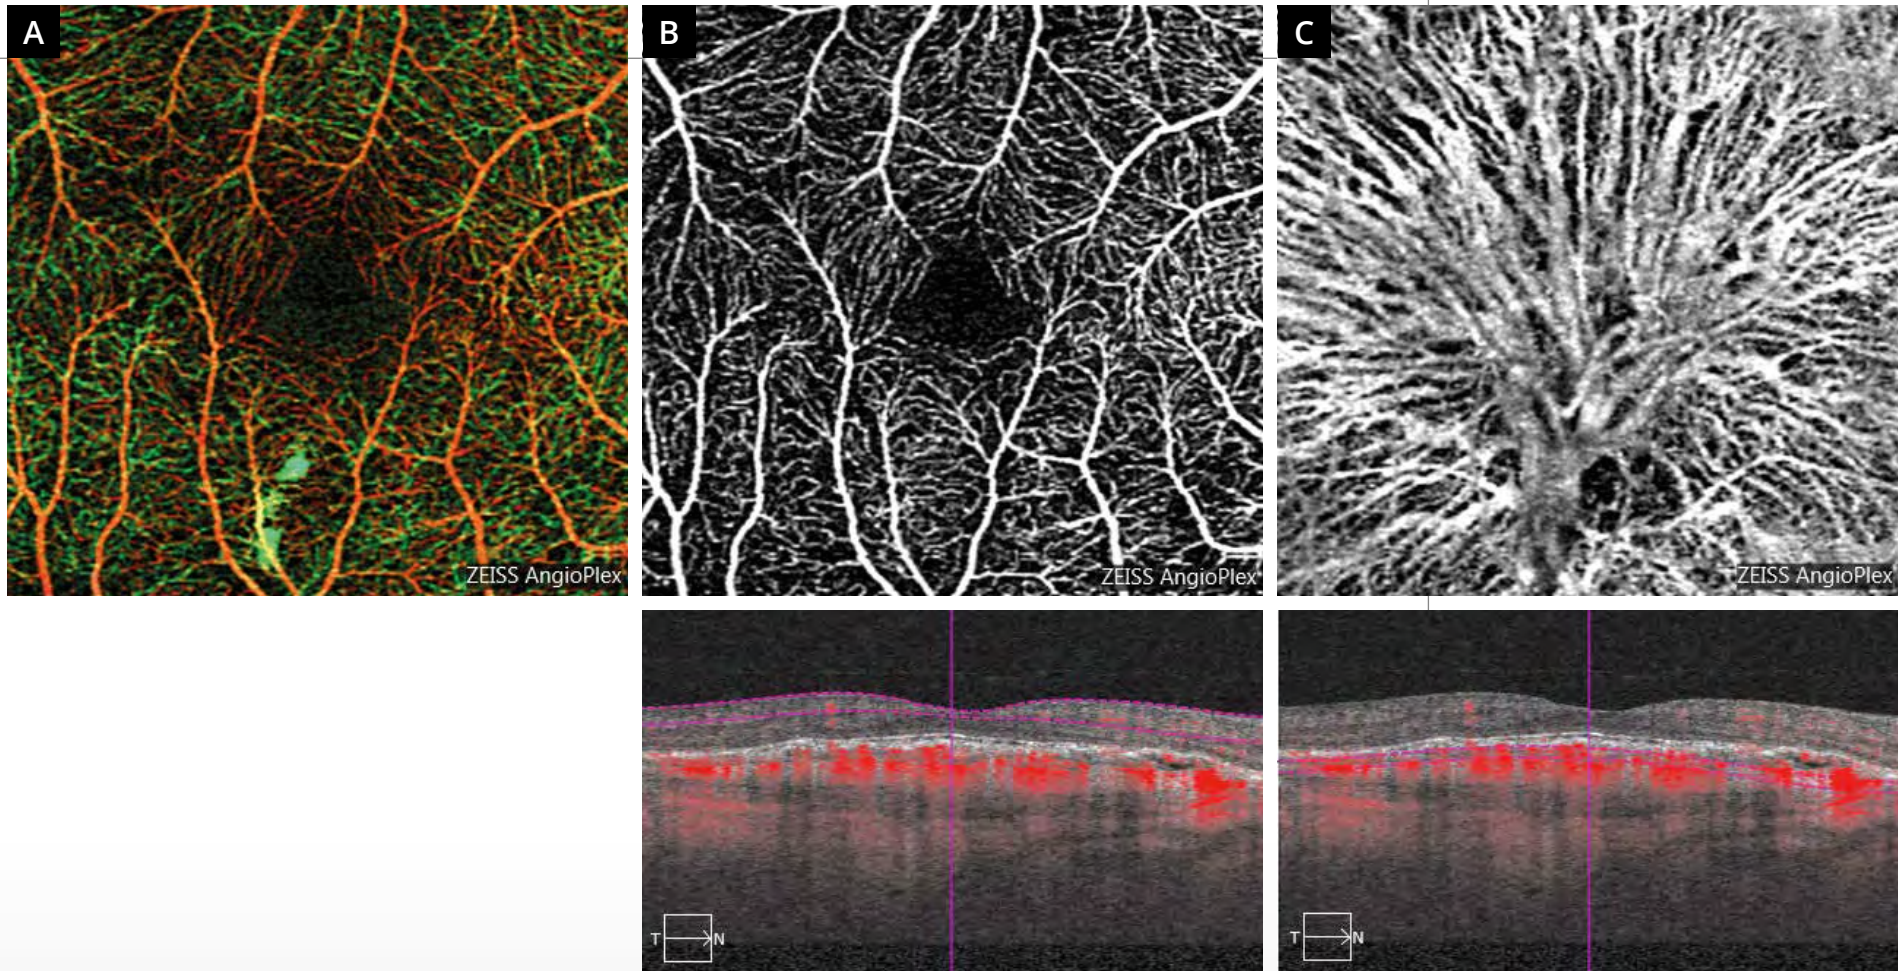 A
B
C
ZEISS AngioPlex
ZEISS AngioPlex
ZEISS AngioPlex
T N
T N